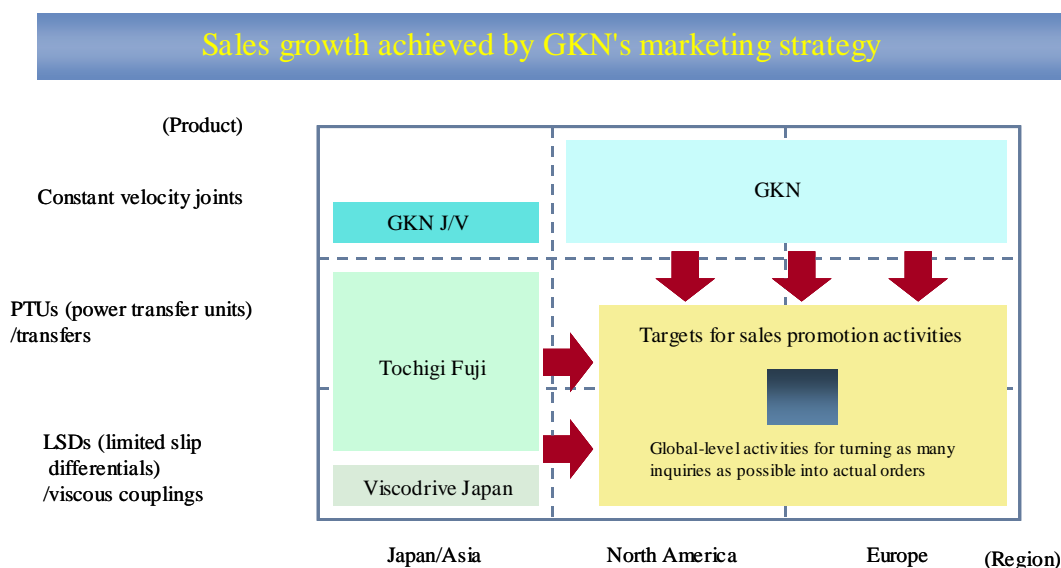 Sales growth achieved by GKN's marketing strategy
(Product)
Constant velocity joints
GKN
GKN J/V
PTUs (power transfer units)
/transfers
Tochigi Fuji
Targets for sales promotion activities
LSDs (limited slip
differentials)
/viscous couplings
Global-level activities for turning as many
inquiries as possible into actual orders
Viscodrive Japan
Japan/Asia
North America
Europe
(Region)